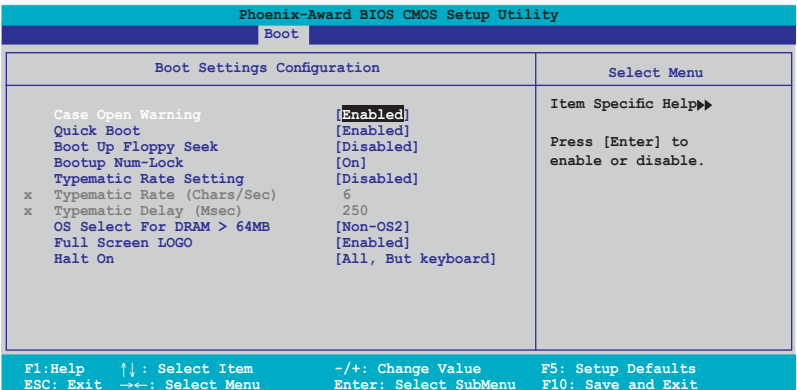 Phoenix-Award BIOS CMOS Setup Utility
Boot
Boot Settings Configuration
Select Menu
Case Open Warning [Enabled]
Quick Boot [Enabled]
Boot Up Floppy Seek [Disabled]
Bootup Num-Lock [On]
Typematic Rate Setting [Disabled]
x Typematic Rate (Chars/Sec) 6
x Typematic Delay (Msec) 250
OS Select For DRAM > 64MB [Non-OS2]
Full Screen LOGO [Enabled]
Halt On [All, But keyboard]
Item Specific Help▸▸
Press [Enter] to
enable or disable.
F1:Help ↑↓ : Select Item -/+: Change Value F5: Setup Defaults
ESC: Exit →←: Select Menu Enter: Select SubMenu F10: Save and Exit